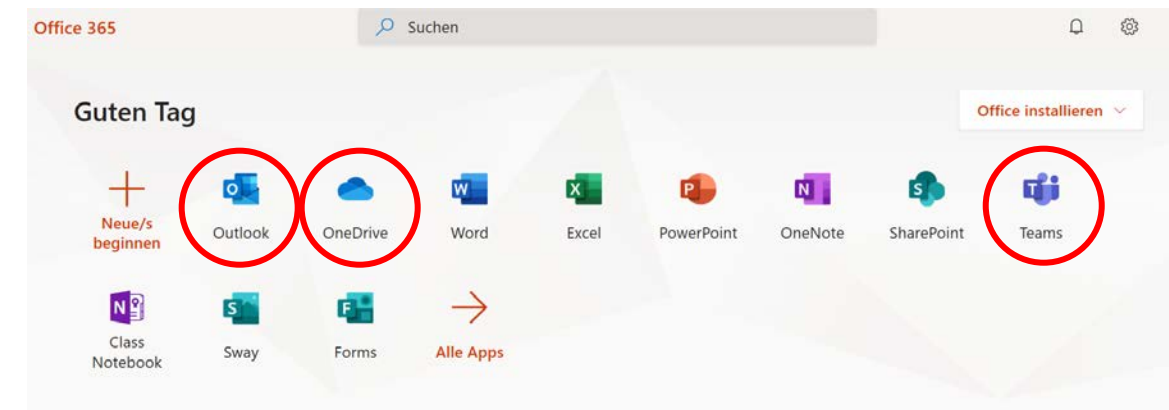 Office 365
Suchen
Guten Tag
Office installieren
Neue/s
beginnen
Outlook
OneDrive
Word
Excel
PowerPoint
OneNote
SharePoint
Teams
Class
Notebook
Sway
Forms
Alle Apps